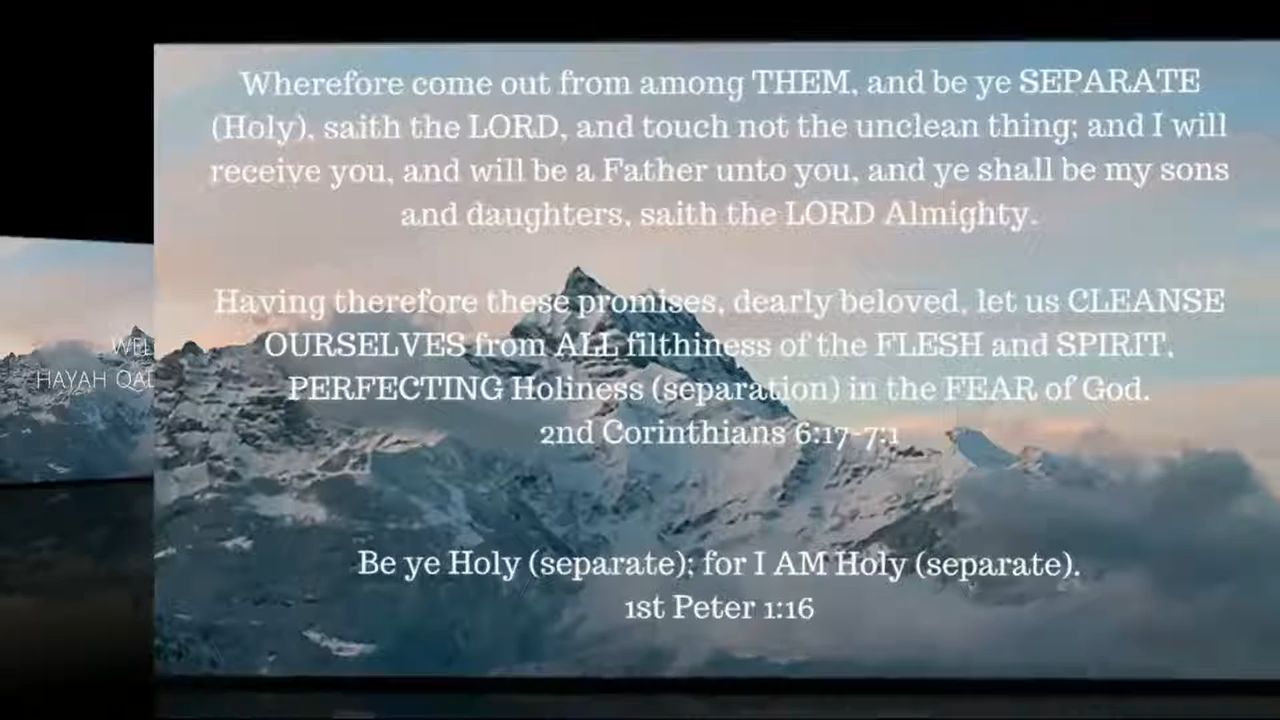 Wherefore come out from among THEM, and be ye SEPARATE
(Holy), saith the LORD, and touch not the unclean thing; and I will
receive you, and will be a Father unto you, and ye shall be my sons
and daughters, saith the LORD Almighty.
Having therefore these promises, dearly beloved, let us CLEANSE
OURSELVES from ALL filthiness of the FLESH and SPIRIT,
PERFECTING Holiness (separation) in the FEAR of God.
2nd Corinthians 6:17-7:1
Be ye Holy (separate); for I AM Holy (separate).
1st Peter 1:16
WEL
HAYAH QAD